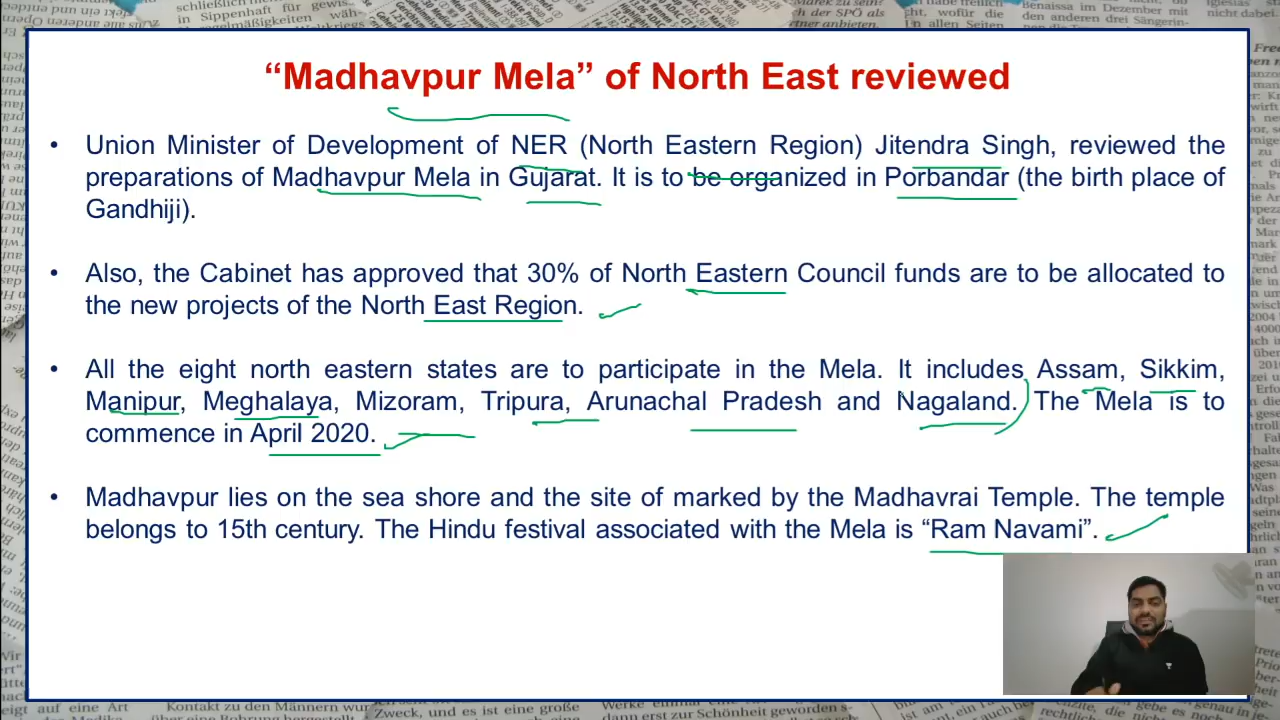 “Madhavpur Mela” of North East reviewed
• Union Minister of Development of NER (North Eastern Region) Jitendra Singh, reviewed the
preparations of Madhavpur Mela in Gujarat. It is to be organized in Porbandar (the birth place of
Gandhiji).
• Also, the Cabinet has approved that 30% of North Eastern Council funds are to be allocated to
the new projects of the North East Region.
• All the eight north eastern states are to participate in the Mela. It includes Assam, Sikkim,
Manipur, Meghalaya, Mizoram, Tripura, Arunachal Pradesh and Nagaland. The Mela is to
commence in April 2020.
• Madhavpur lies on the sea shore and the site of marked by the Madhavrai Temple. The temple
belongs to 15th century. The Hindu festival associated with the Mela is “Ram Navami”.